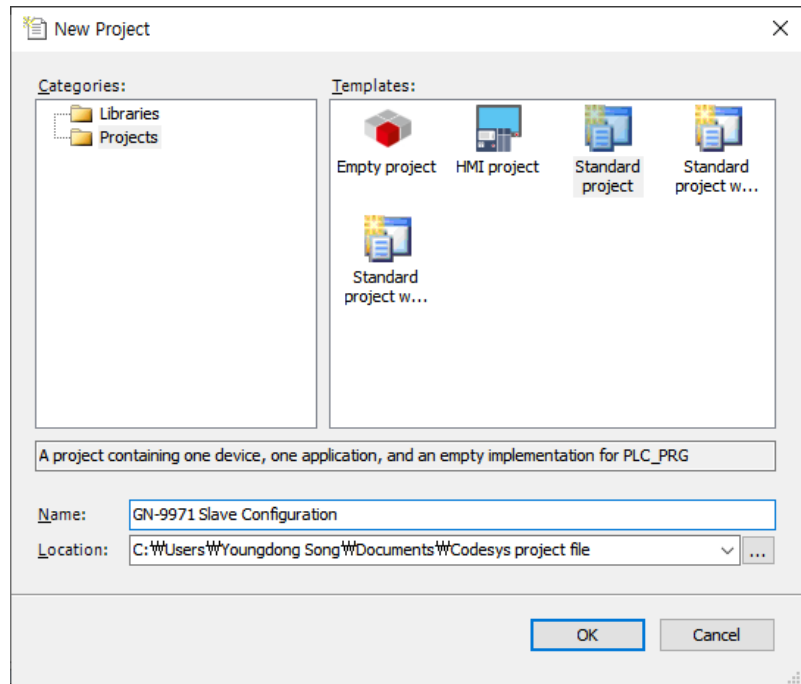 New Project
Categories:
Libraries
Projects
Templates:
Empty project
HMI project
Standard
project
Standard
project w...
Standard
project w...
A project containing one device, one application, and an empty implementation for PLC_PRG
Name:
GN-9971 Slave Configuration
Location:
C:₩Users₩Youngdong Song₩Documents₩Codesys project file
...
OK
Cancel